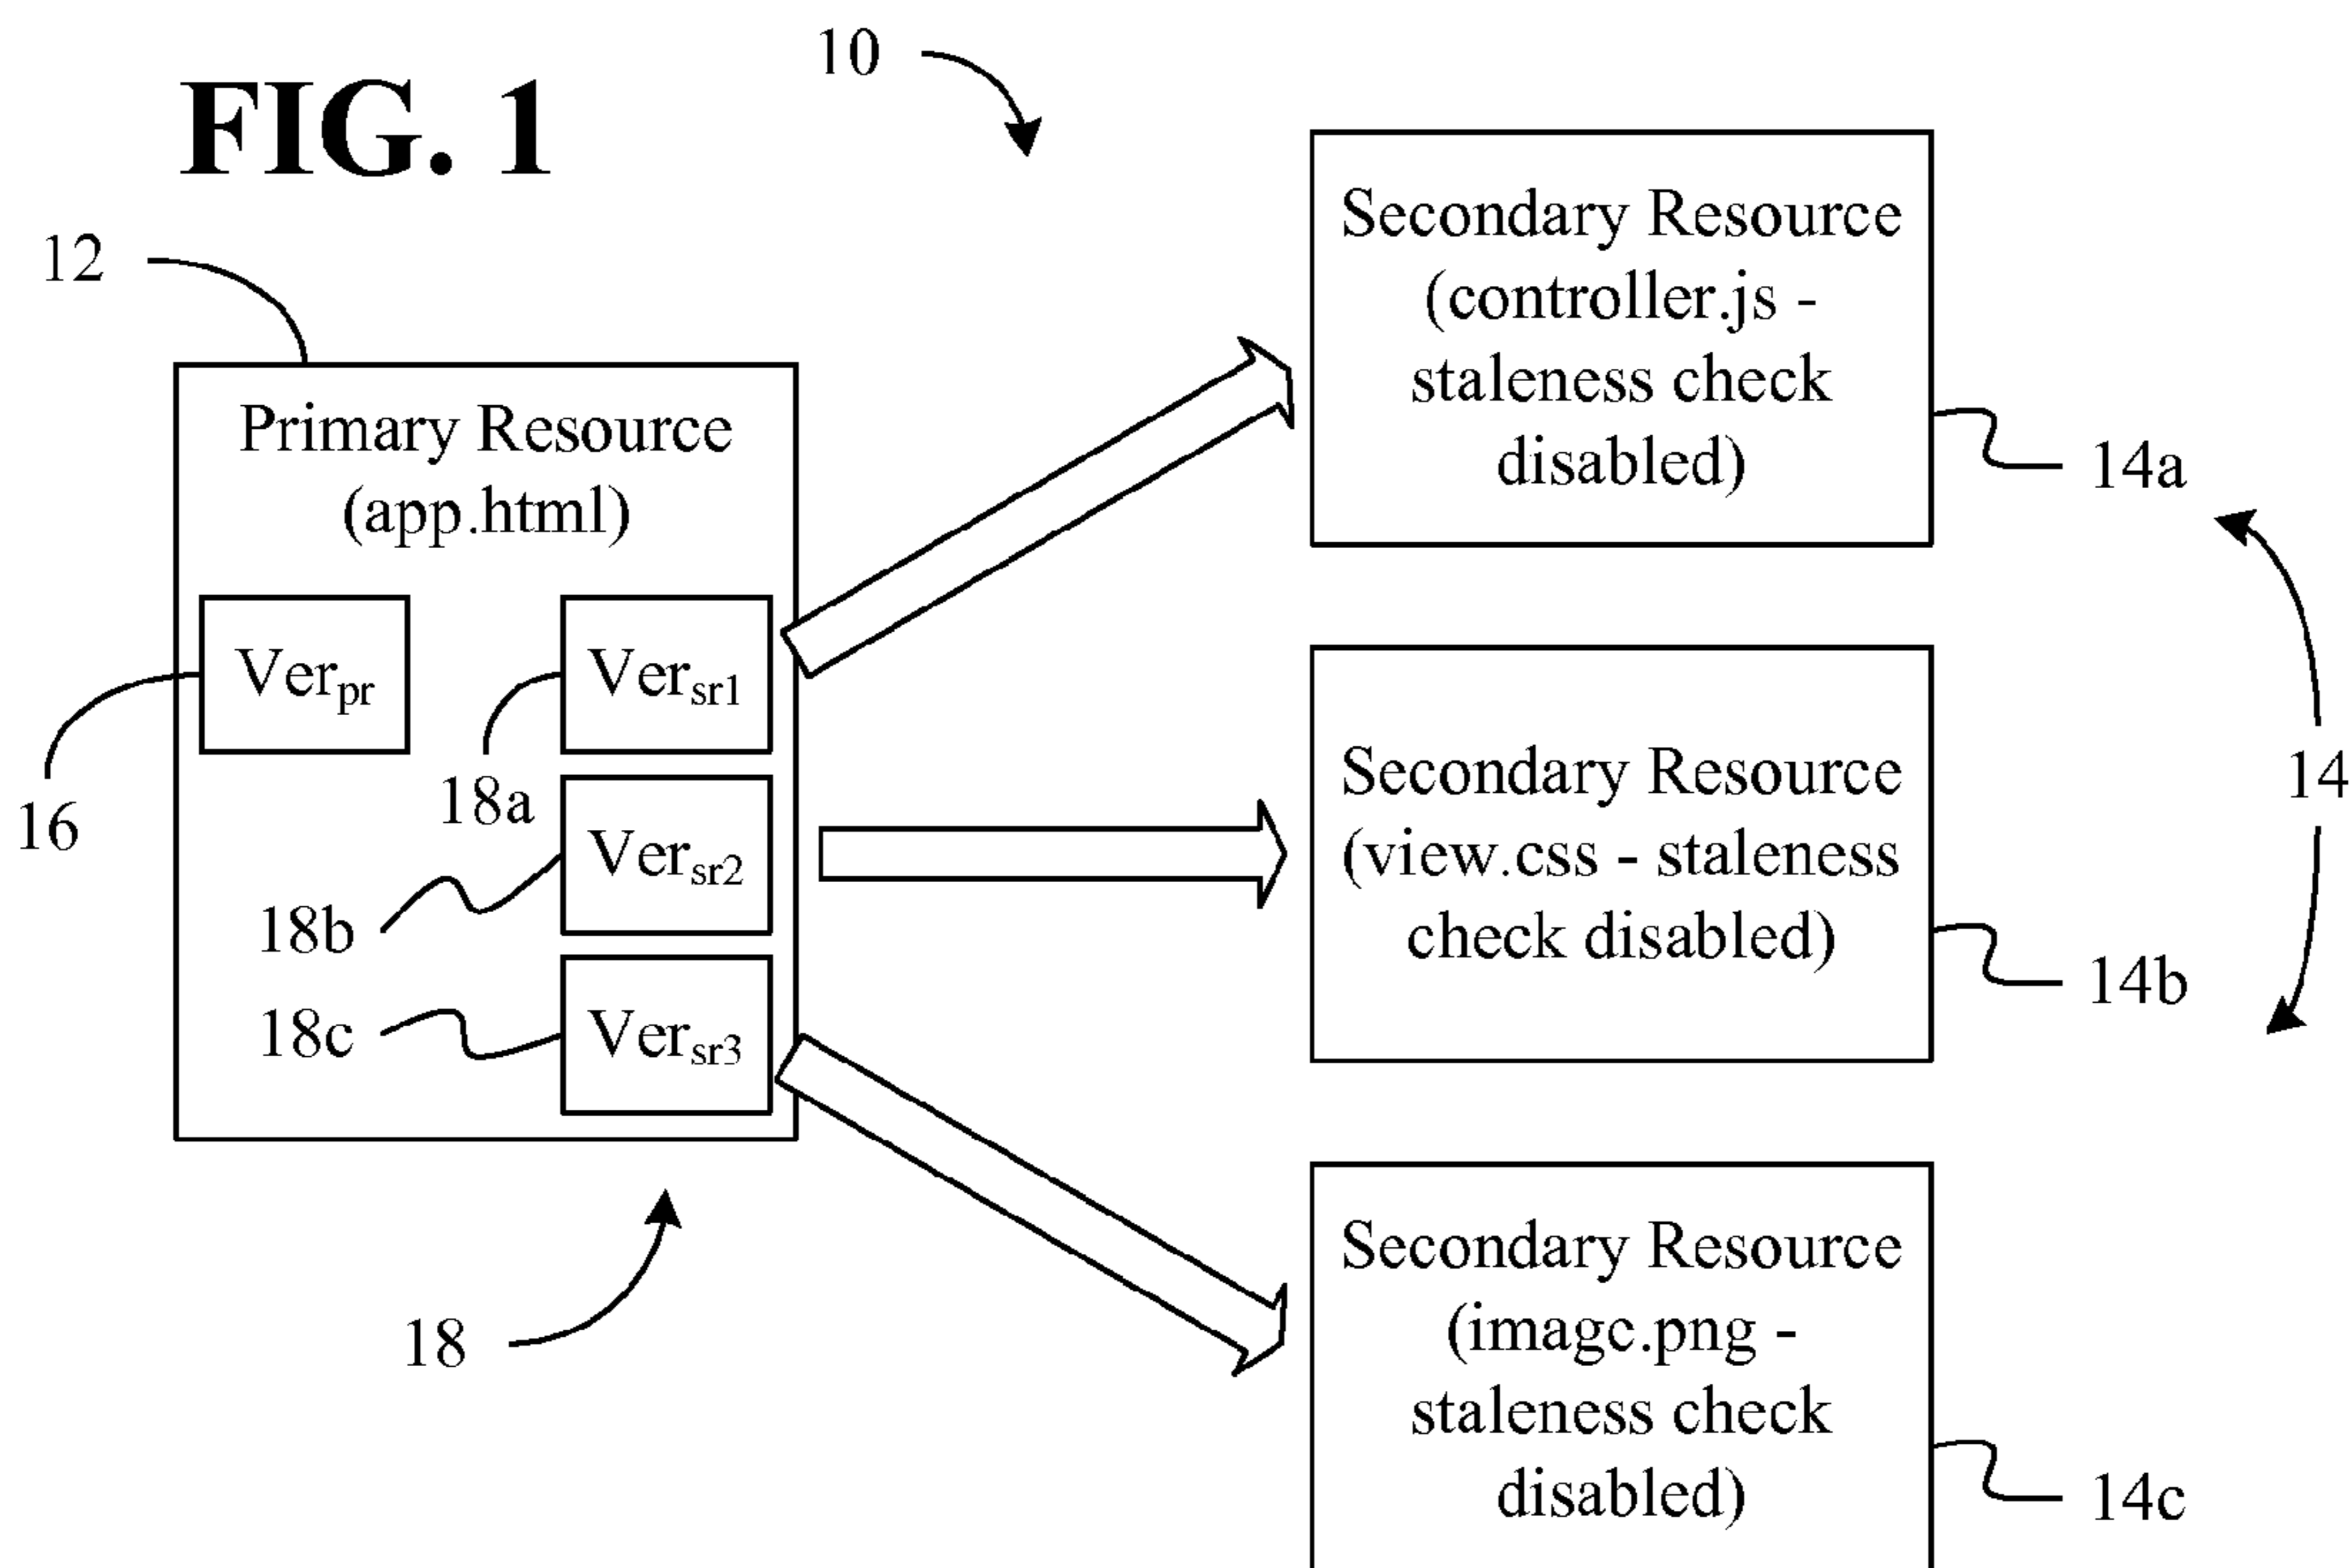 FIG. 1
10
12
Primary Resource
(app.html)
Ver_pr
Ver_sr1
18a
16
Ver_sr2
18b
Ver_sr3
18c
18
Secondary Resource
(controller.js -
staleness check
disabled)
14a
Secondary Resource
(view.css - staleness
check disabled)
14b
14
Secondary Resource
(image.png -
staleness check
disabled)
14c